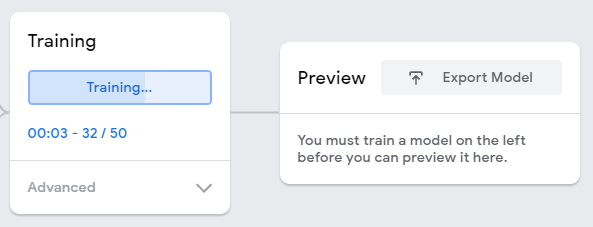 Training
Training...
00:03 - 32 / 50
Advanced
Preview
Export Model
You must train a model on the left
before you can preview it here.